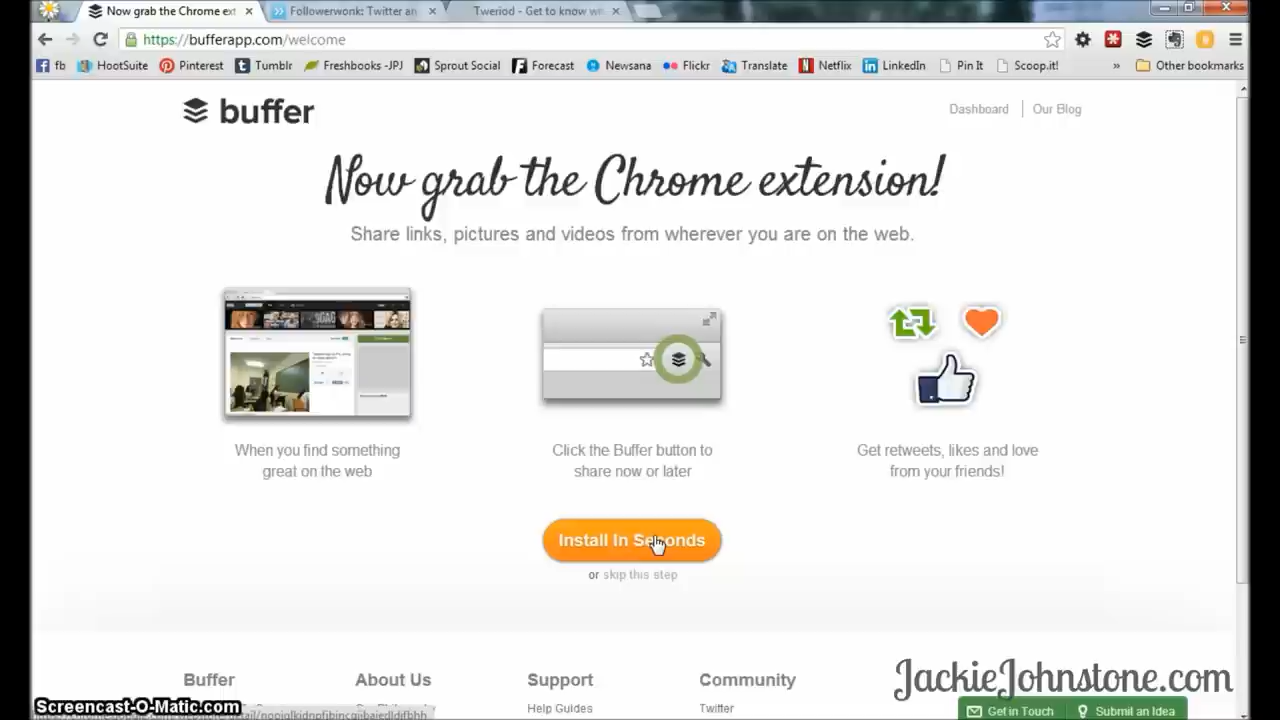 Now grab the Chrome ext
Followerwonk: Twitter an
Tweriod - Get to know w
https://bufferapp.com/welcome
fb
HootSuite
Pinterest
Tumblr
Freshbooks -JPJ
Sprout Social
Forecast
Newsana
Flickr
Translate
Netflix
LinkedIn
Pin It
Scoop.it!
»
Other bookmarks
buffer
Dashboard
Our Blog
Now grab the Chrome extension!
Share links, pictures and videos from wherever you are on the web.
When you find something
great on the web
Click the Buffer button to
share now or later
Get retweets, likes and love
from your friends!
Install In Seconds
or skip this step
Buffer
About Us
Support
Community
Help Guides
Twitter
JackieJohnstone.com
Screencast-O-Matic.com
Get in Touch
Submit an Idea